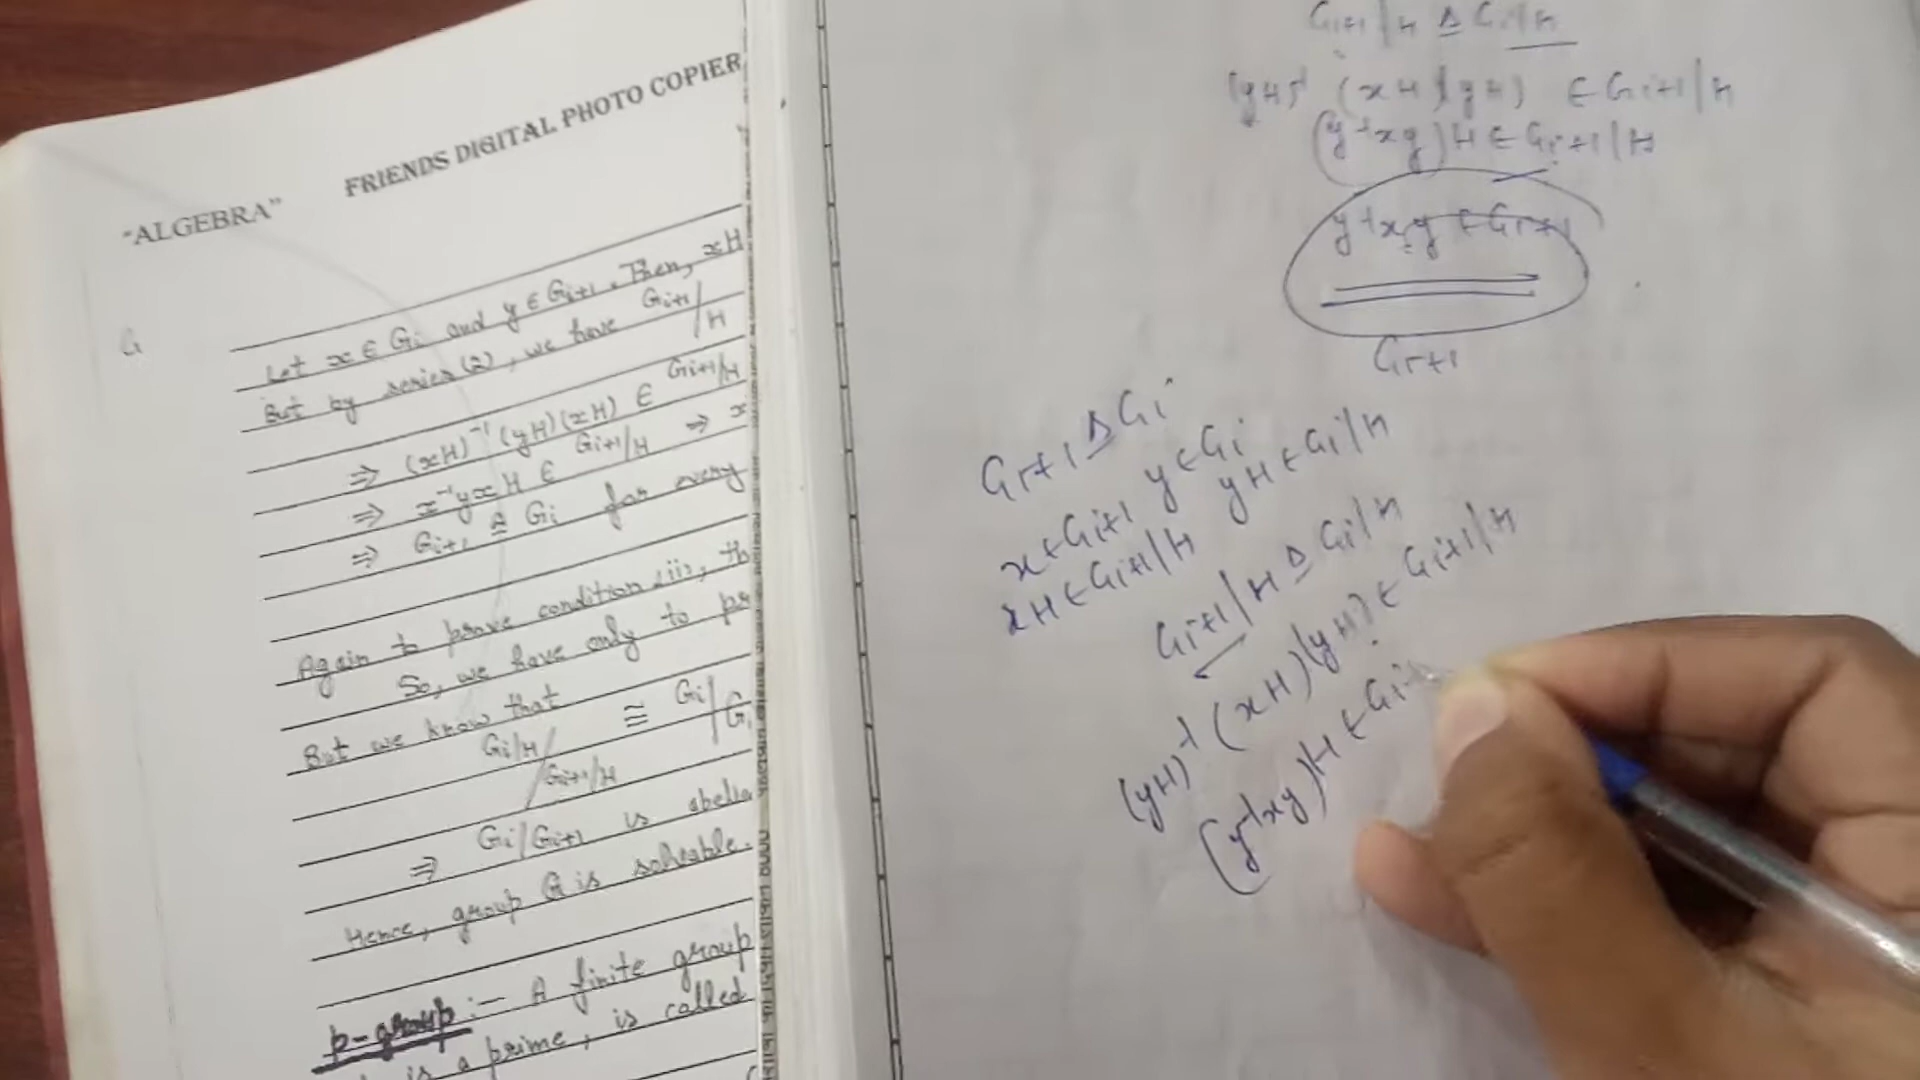 "ALGEBRA" FRIENDS DIGITAL PHOTO COPIER
G
Let x ∈ Gi and y ∈ Gi+1. Then, xH
But by series (2), we have Gi+1/H
⇒ (xH)⁻¹(yH)(xH) ∈ Gi+1/H
⇒ x⁻¹yxH ∈ Gi+1/H ⇒ x
⇒ Gi+1 ⊴ Gi for every
Again to prove condition (ii), th
So, we have only to pr
But we know that
Gi/H / Gi+1/H ≅ Gi/G
⇒ Gi/Gi+1 is abelia
Hence, group G is solvable.
p-group :- A finite group
is a prime, is called
Gi+1/H ⊴ Gi/H
(yH)⁻¹ (xH)(yH) ∈ Gi+1/H
(y⁻¹xy)H ∈ Gi+1/H
y⁻¹xy ∈ Gi+1
Gi+1
Gi+1 ⊴ Gi
x ∈ Gi+1 y ∈ Gi
xH ∈ Gi+1/H yH ∈ Gi/H
Gi+1/H ⊴ Gi/H
(yH)⁻¹ (xH)(yH) ∈ Gi+1/H
(y⁻¹xy)H ∈ Gi+